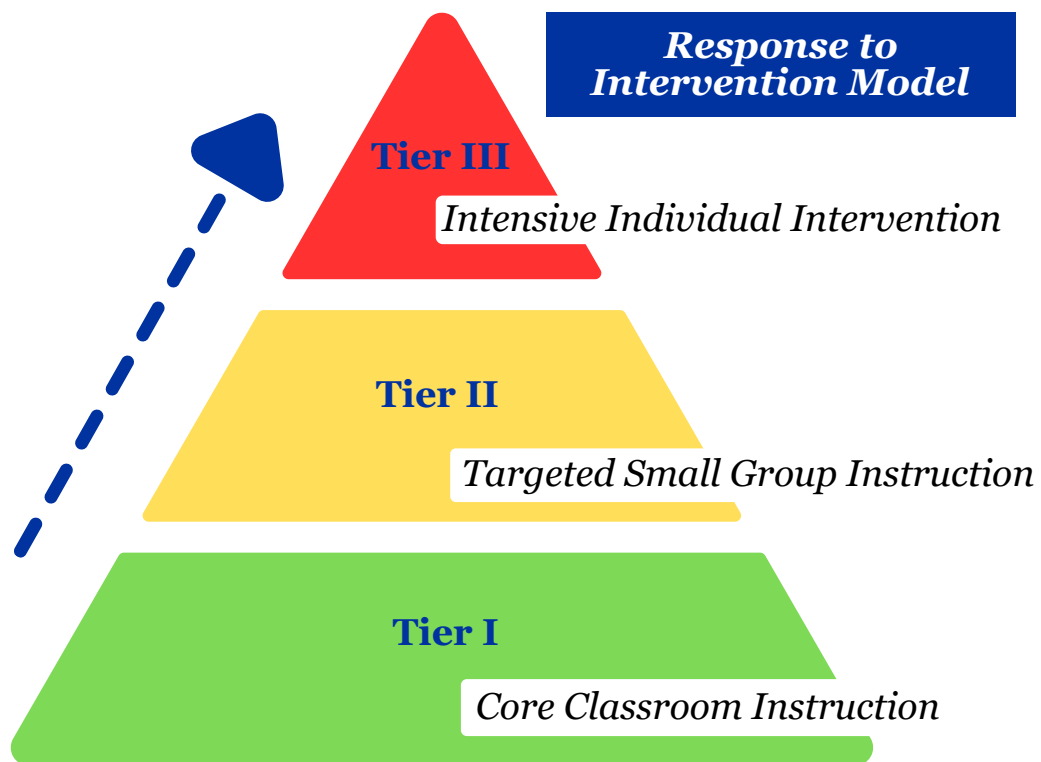 Response to
Intervention Model
Tier III
Intensive Individual Intervention
Tier II
Targeted Small Group Instruction
Tier I
Core Classroom Instruction